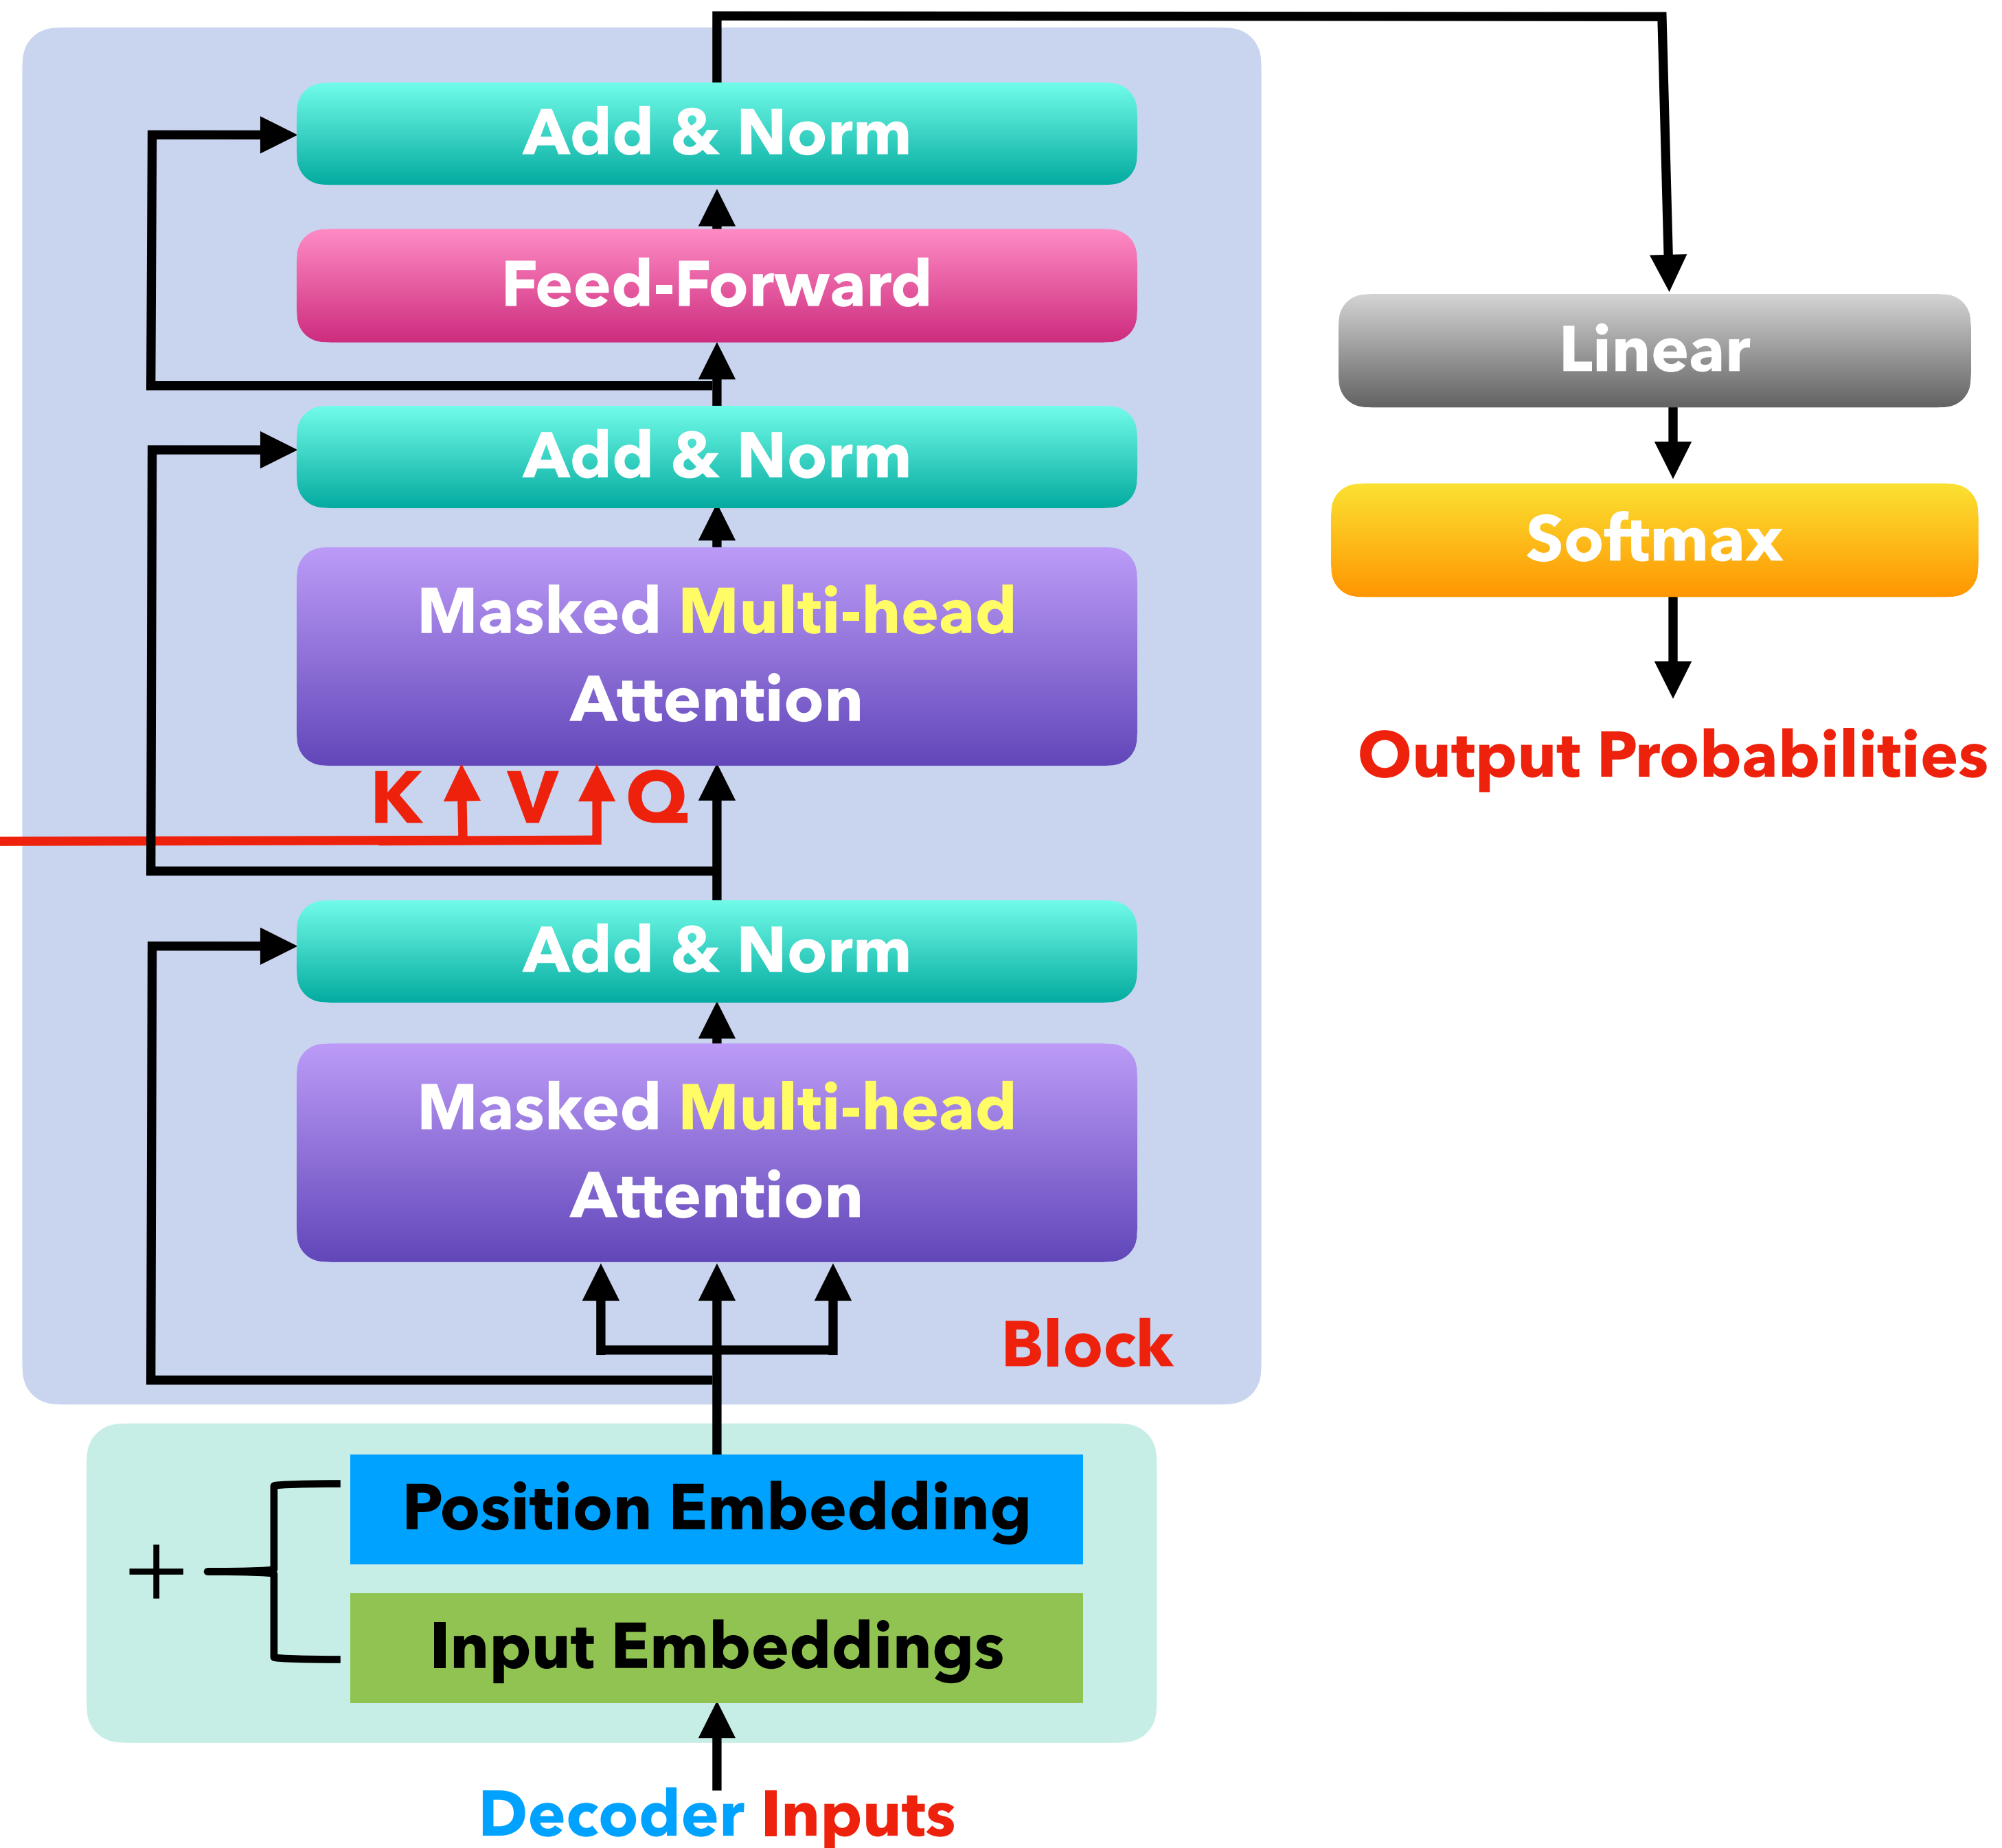 Add & Norm
Feed-Forward
Add & Norm
Masked Multi-head
Attention
K V Q
Add & Norm
Masked Multi-head
Attention
Block
Position Embedding
+
Input Embeddings
Decoder Inputs
Linear
Softmax
Output Probabilities